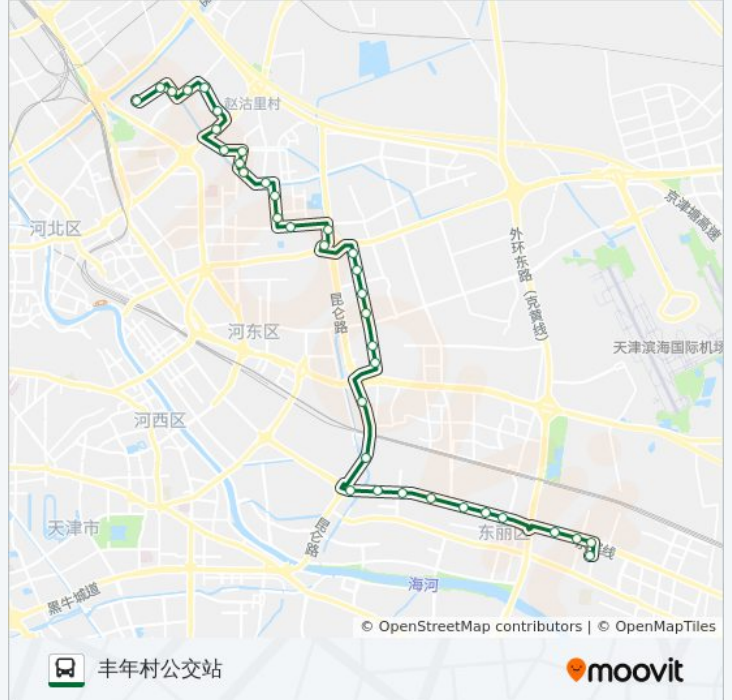 赵沽里村
京津塘高速
河北区
外环东路（克黄线）
昆仑路
河东区
天津滨海国际机场
河西区
天津市
昆仑路
东丽区
线
海河
黑牛城道
© OpenStreetMap contributors | © OpenMapTiles
丰年村公交站
moovit